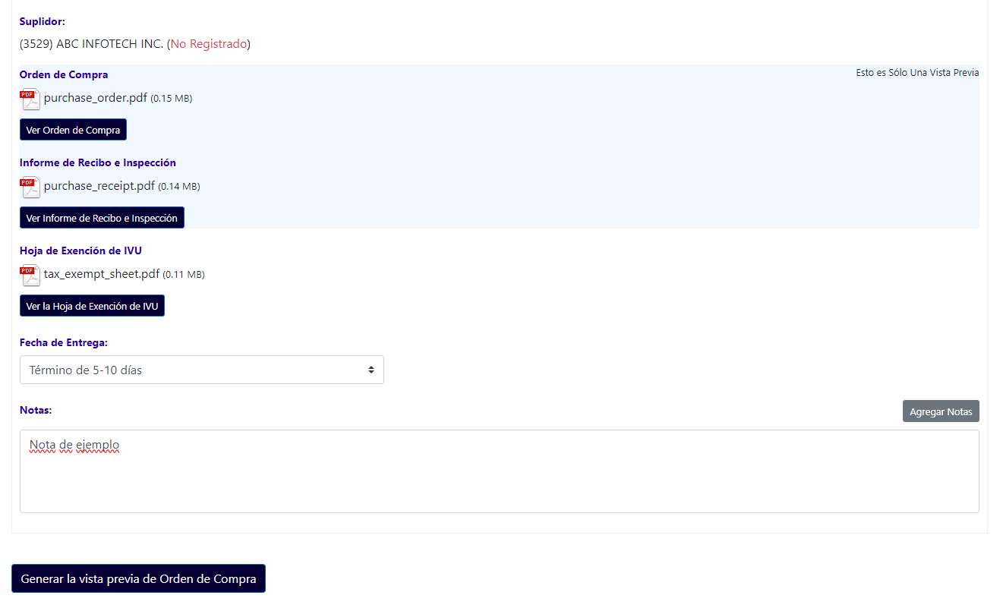 Suplidor:
(3529) ABC INFOTECH INC. (No Registrado)
Orden de Compra
Esto es Sólo Una Vista Previa
PDF
purchase_order.pdf (0.15 MB)
Ver Orden de Compra
Informe de Recibo e Inspección
PDF
purchase_receipt.pdf (0.14 MB)
Ver Informe de Recibo e Inspección
Hoja de Exención de IVU
PDF
tax_exempt_sheet.pdf (0.11 MB)
Ver la Hoja de Exención de IVU
Fecha de Entrega:
Término de 5-10 días
Notas:
Agregar Notas
Nota de ejemplo
Generar la vista previa de Orden de Compra